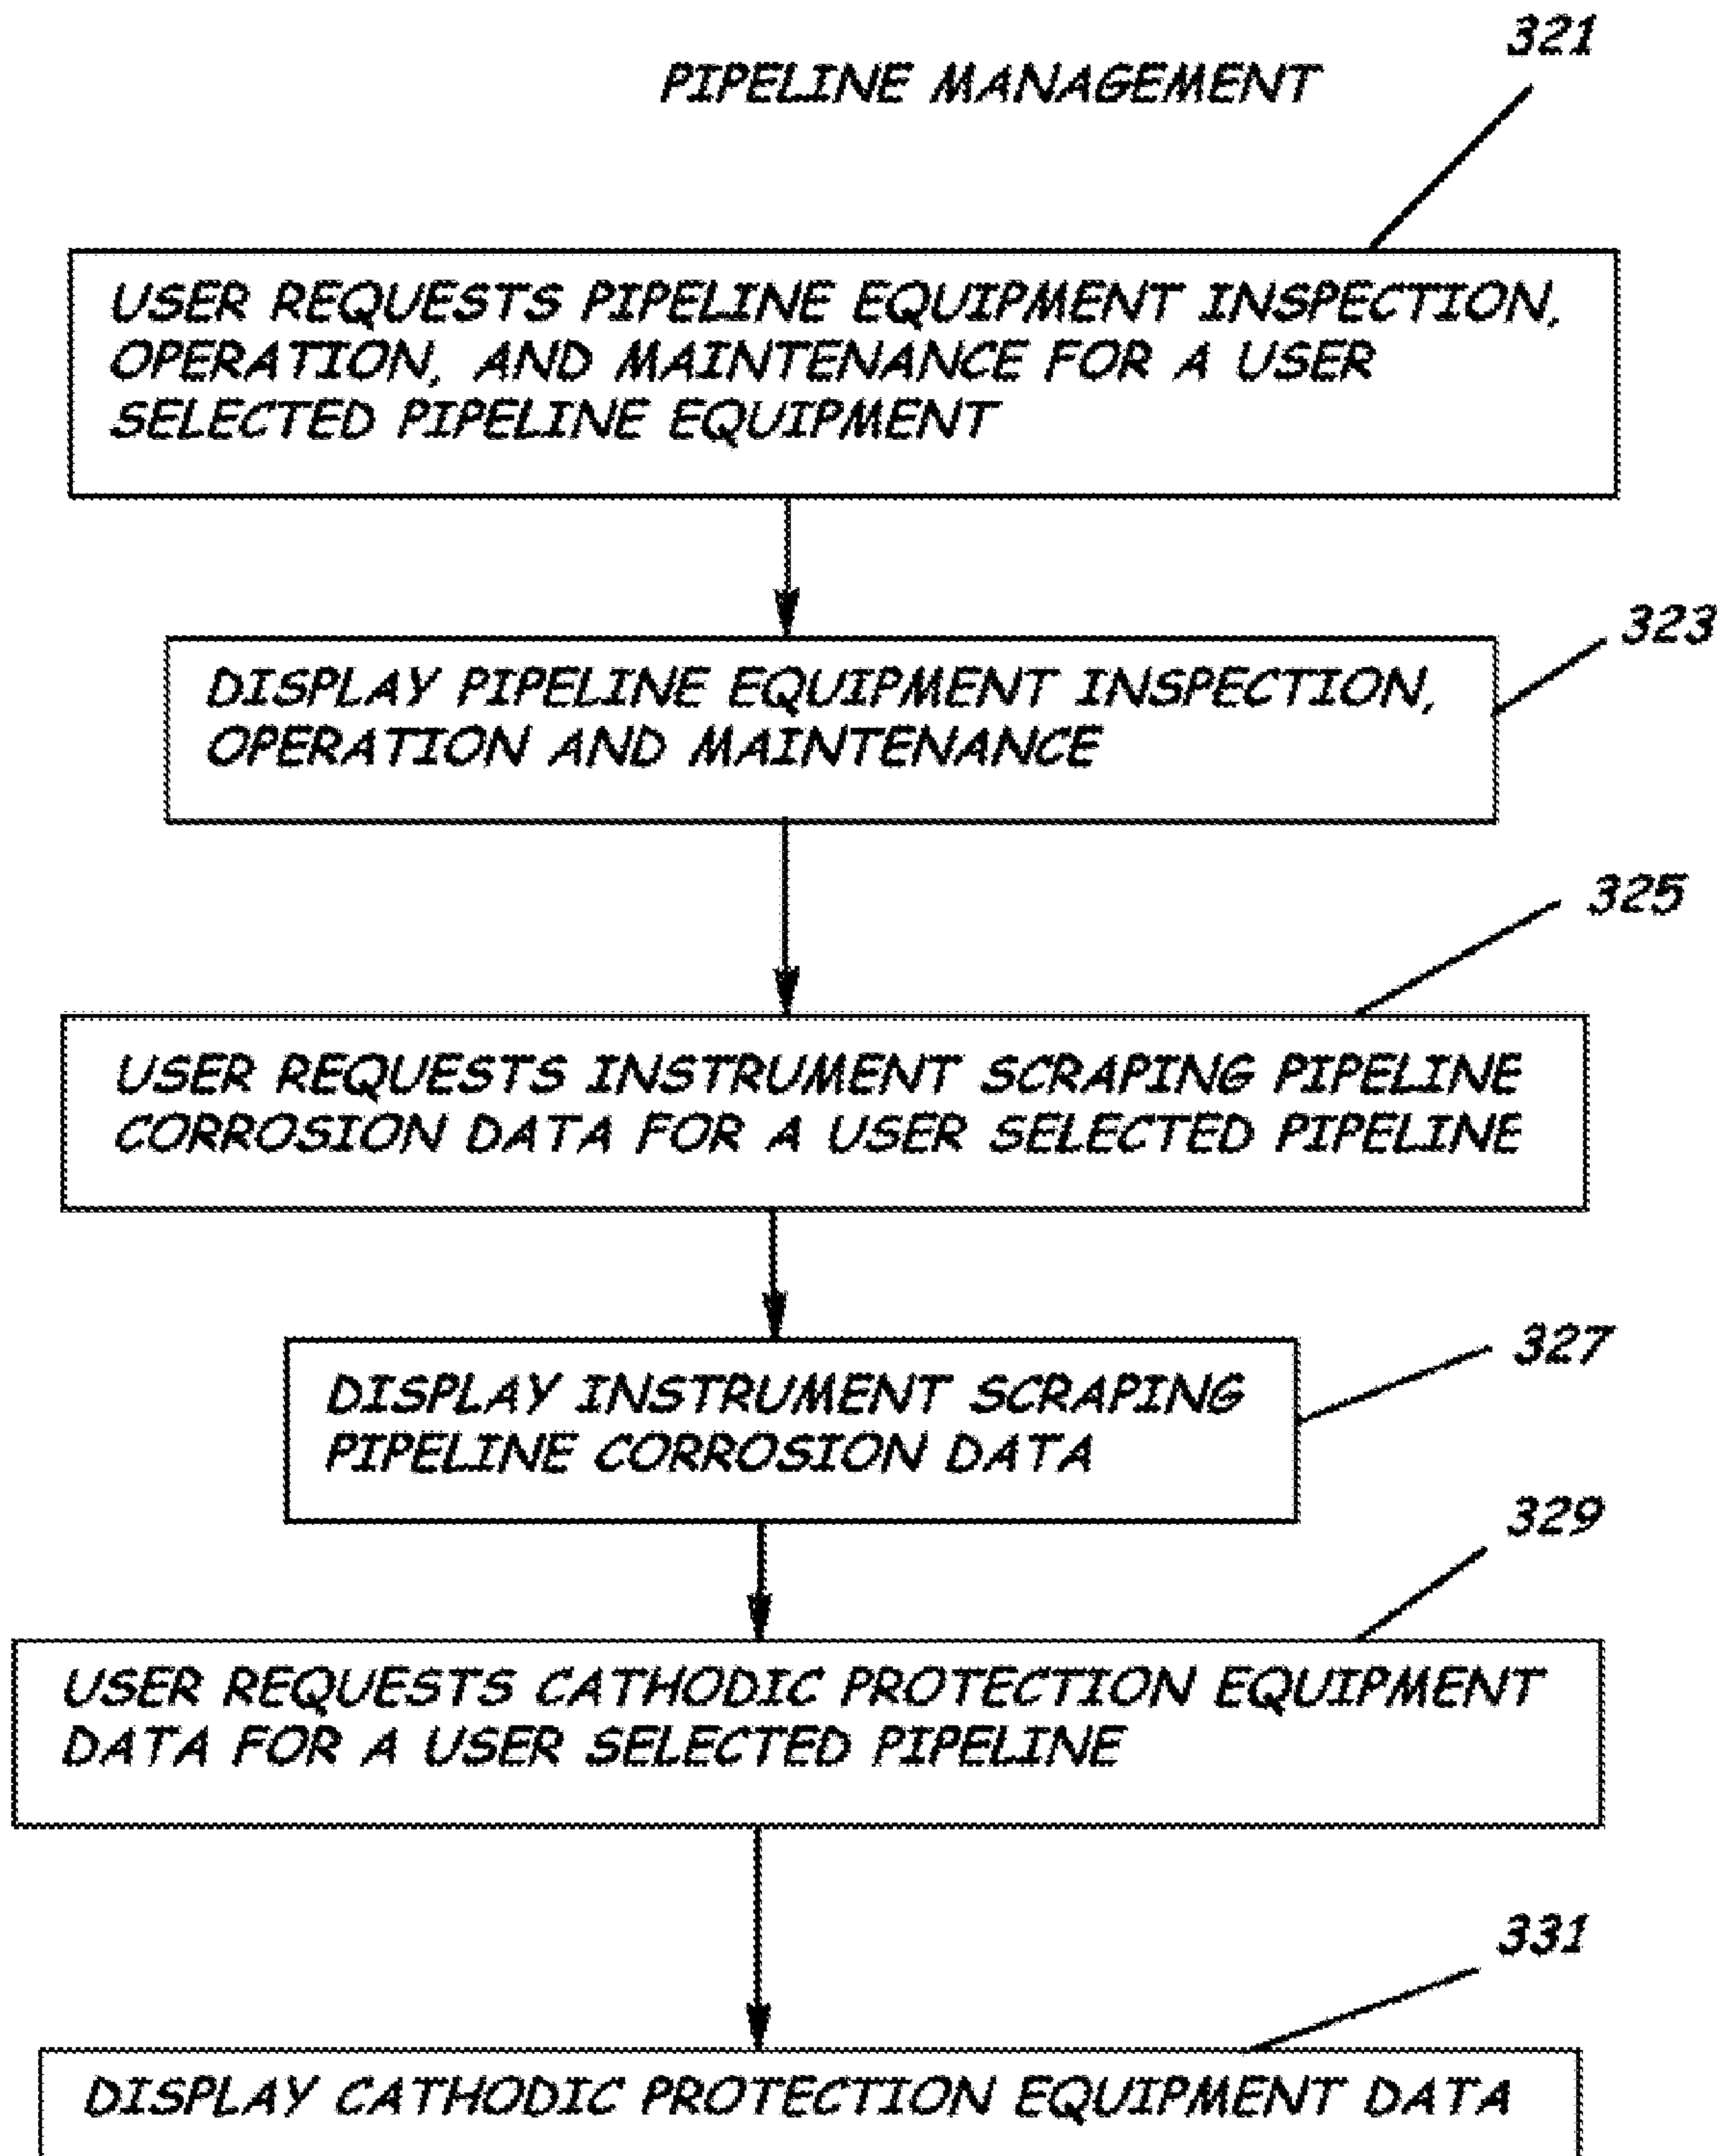 321
PIPELINE MANAGEMENT
USER REQUESTS PIPELINE EQUIPMENT INSPECTION,
OPERATION, AND MAINTENANCE FOR A USER
SELECTED PIPELINE EQUIPMENT
323
DISPLAY PIPELINE EQUIPMENT INSPECTION,
OPERATION AND MAINTENANCE
325
USER REQUESTS INSTRUMENT SCRAPING PIPELINE
CORROSION DATA FOR A USER SELECTED PIPELINE
327
DISPLAY INSTRUMENT SCRAPING
PIPELINE CORROSION DATA
329
USER REQUESTS CATHODIC PROTECTION EQUIPMENT
DATA FOR A USER SELECTED PIPELINE
331
DISPLAY CATHODIC PROTECTION EQUIPMENT DATA